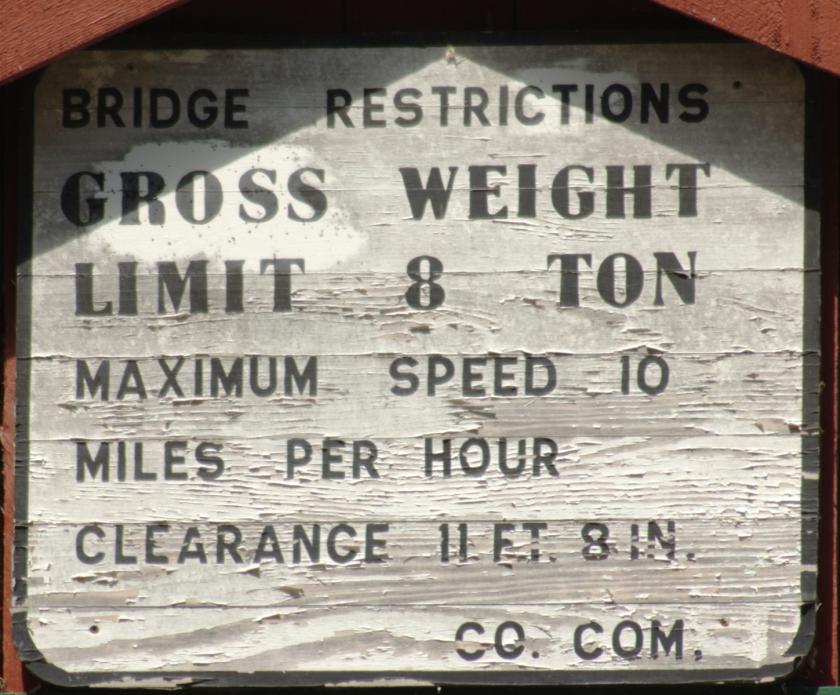 BRIDGE RESTRICTIONS
GROSS WEIGHT
LIMIT 8 TON
MAXIMUM SPEED 10
MILES PER HOUR
CLEARANCE 11 FT. 8 IN.
CO. COM.